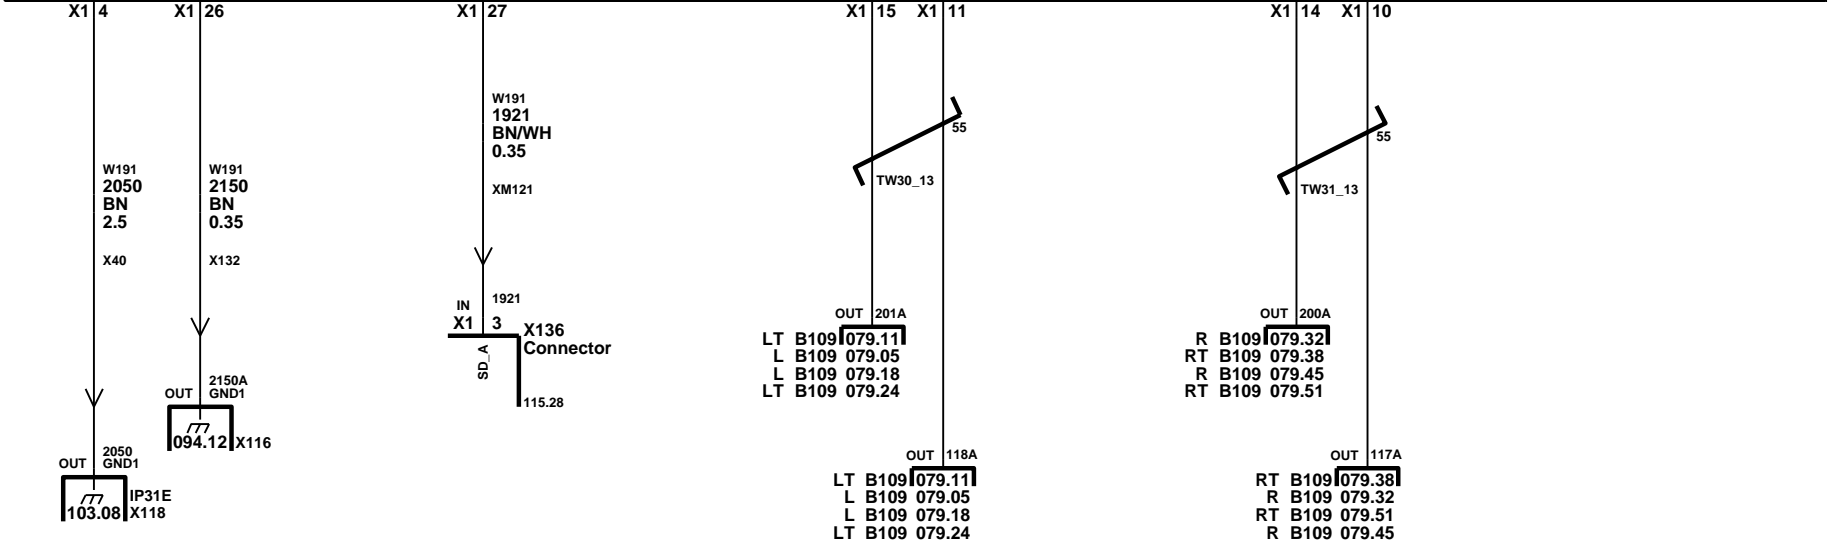 X1 4
X1 26
X1 27
X1 15
X1 11
X1 14
X1 10
W191
2050
BN
2.5
X40
W191
2150
BN
0.35
X132
W191
1921
BN/WH
0.35
XM121
55
TW30_13
55
TW31_13
IN 1921
X1 3
X136
Connector
SD_A
115.28
OUT 2150A
GND1
094.12 X116
OUT 2050
GND1
IP31E
103.08 X118
OUT 201A
LT B109 079.11
L B109 079.05
L B109 079.18
LT B109 079.24
OUT 118A
LT B109 079.11
L B109 079.05
L B109 079.18
LT B109 079.24
OUT 200A
R B109 079.32
RT B109 079.38
R B109 079.45
RT B109 079.51
OUT 117A
RT B109 079.38
R B109 079.32
RT B109 079.51
R B109 079.45